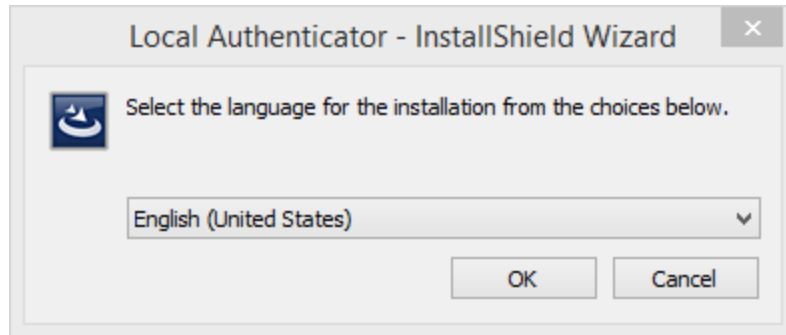 Local Authenticator - InstallShield Wizard
Select the language for the installation from the choices below.
English (United States)
OK Cancel